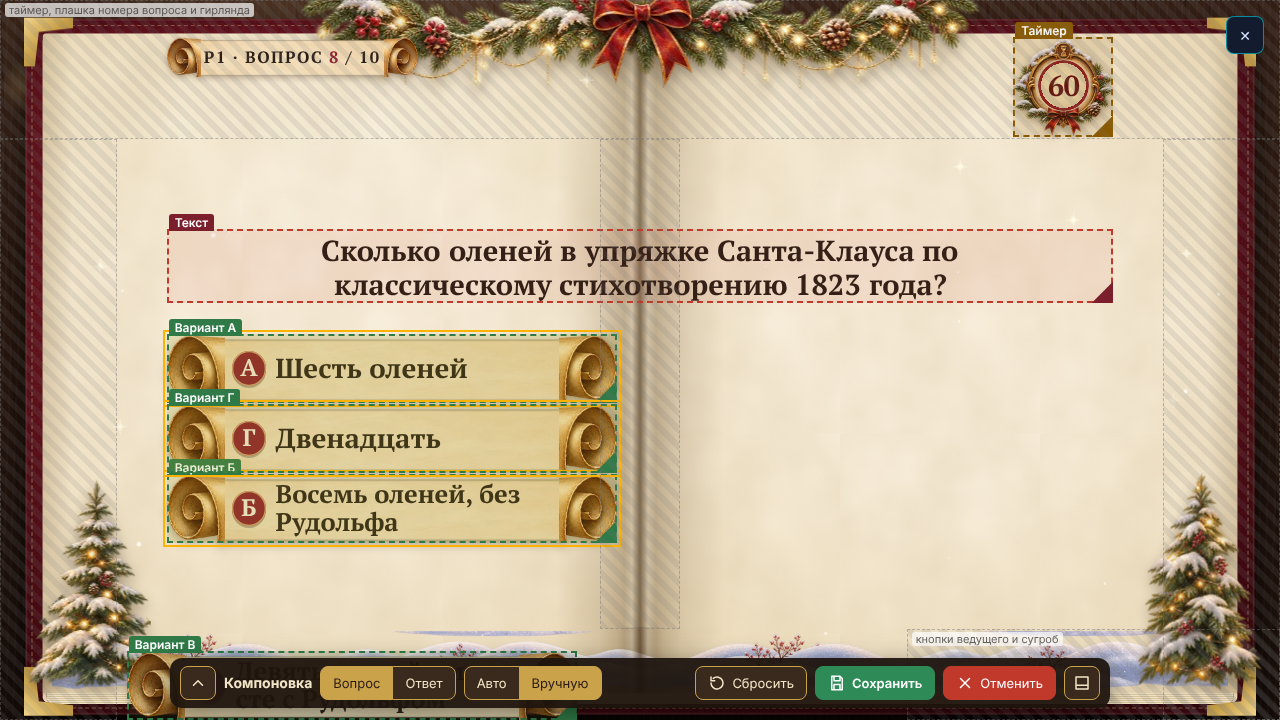 таймер, плашка номера вопроса и гирлянда
Р1 · ВОПРОС 8 / 10
Таймер
60
×
Текст
Сколько оленей в упряжке Санта-Клауса по
классическому стихотворению 1823 года?
Вариант А
А Шесть оленей
Вариант Г
Г Двенадцать
Вариант Б
Б Восемь оленей, без
Рудольфа
кнопки ведущего и сугроб
Вариант В
Компоновка
Вопрос
Ответ
Авто
Вручную
Сбросить
Сохранить
Отменить